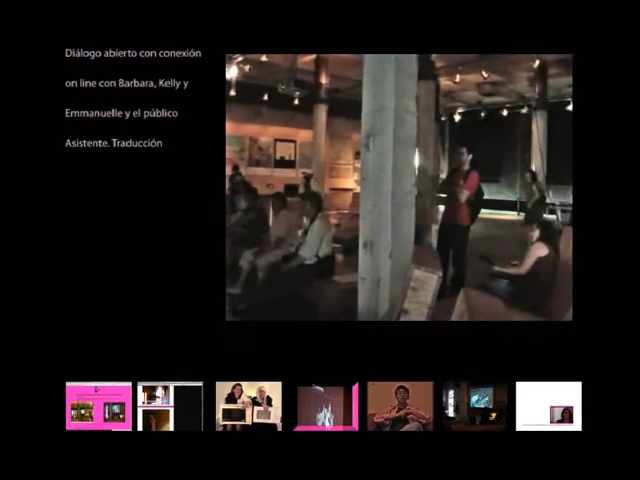 Diálogo abierto con conexión
on line con Barbara, Kelly y
Emmanuelle y el público
Asistente. Traducción